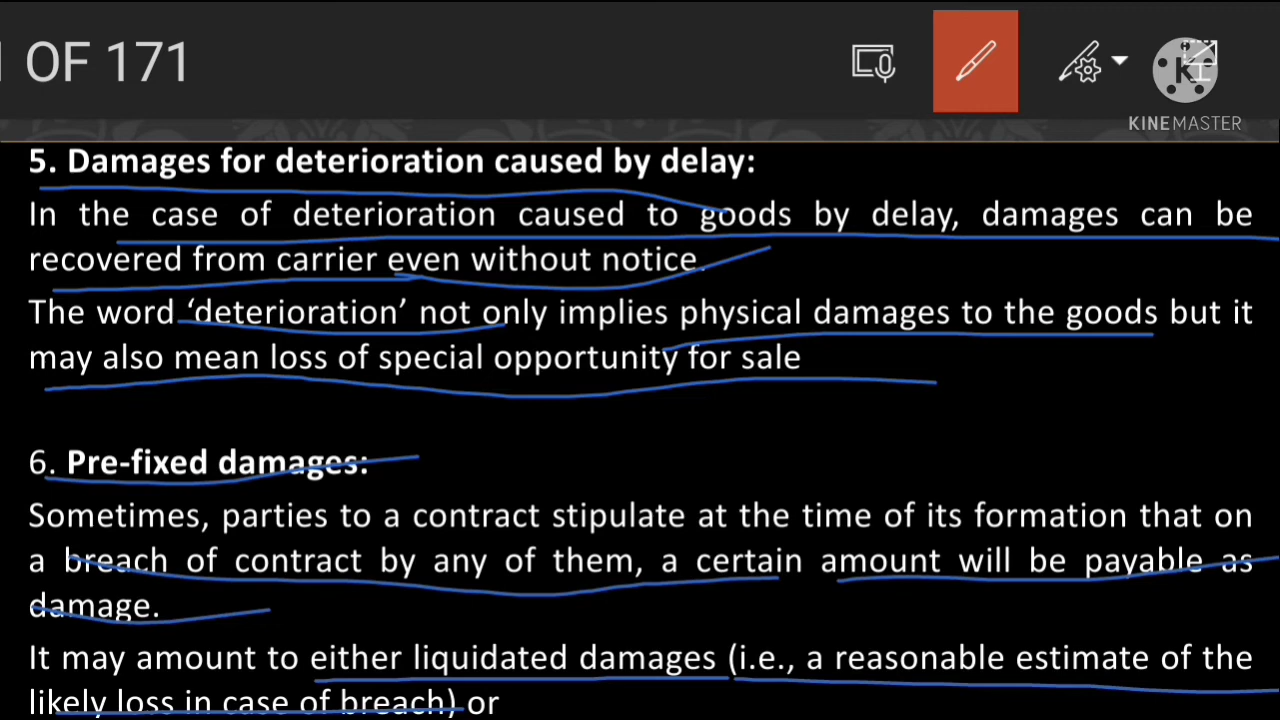 OF 171
KINEMASTER
5. Damages for deterioration caused by delay:
In the case of deterioration caused to goods by delay, damages can be
recovered from carrier even without notice.
The word ‘deterioration’ not only implies physical damages to the goods but it
may also mean loss of special opportunity for sale
6. Pre-fixed damages:
Sometimes, parties to a contract stipulate at the time of its formation that on
a breach of contract by any of them, a certain amount will be payable as
damage.
It may amount to either liquidated damages (i.e., a reasonable estimate of the
likely loss in case of breach) or